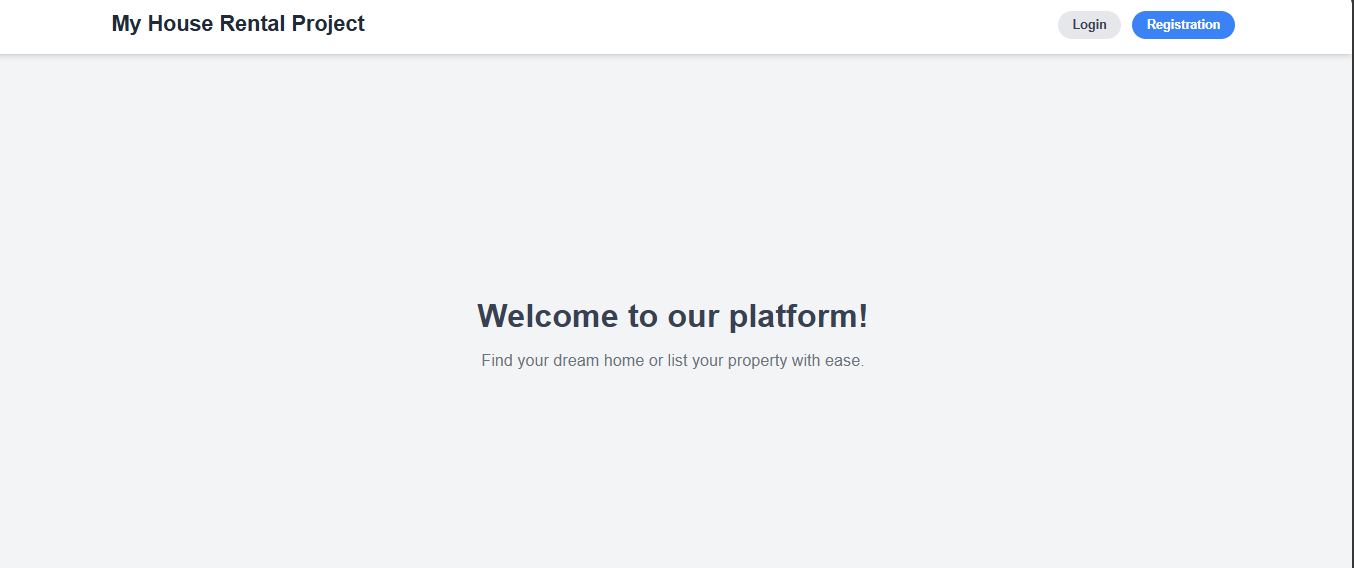 My House Rental Project
Login
Registration
Welcome to our platform!
Find your dream home or list your property with ease.